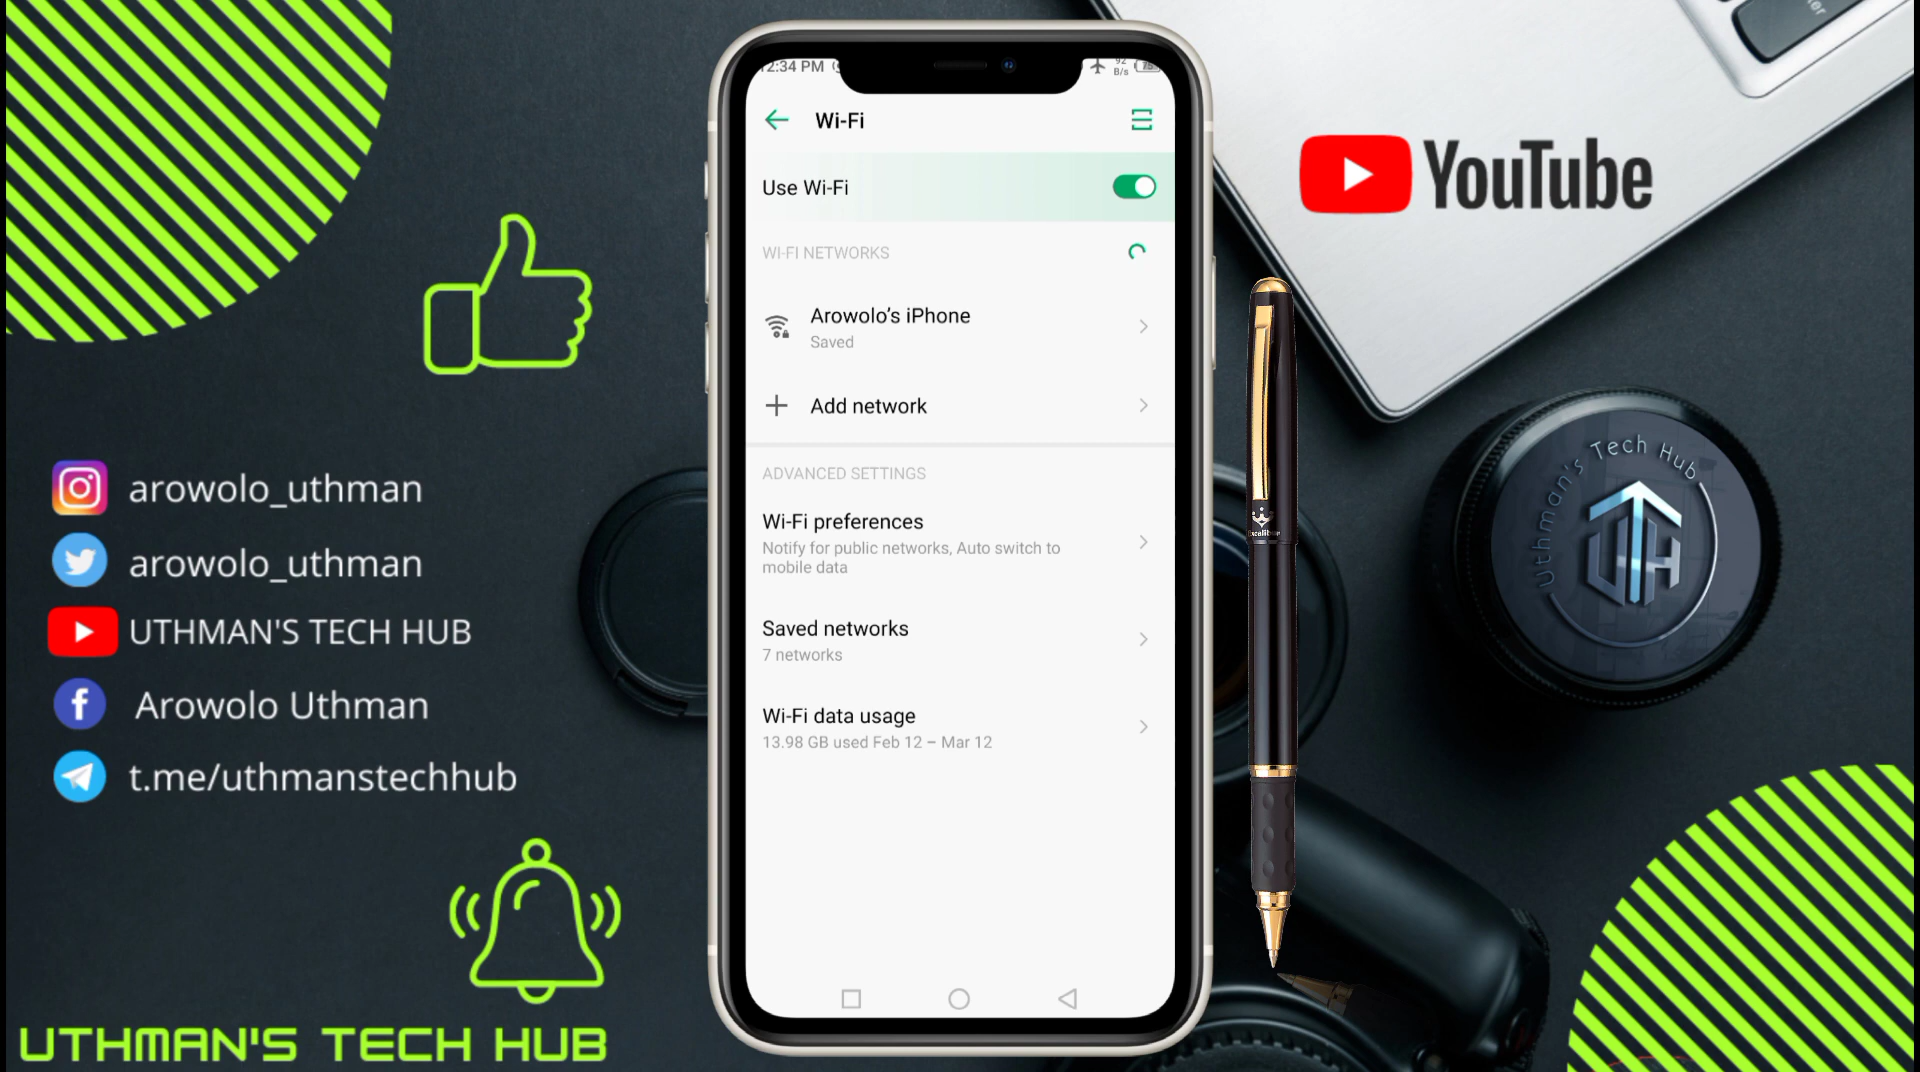 arowolo_uthman
arowolo_uthman
UTHMAN'S TECH HUB
Arowolo Uthman
t.me/uthmanstechhub
UTHMAN'S TECH HUB
2:34 PM
92
B/s
75
Wi-Fi
Use Wi-Fi
WI-FI NETWORKS
Arowolo’s iPhone
Saved
Add network
ADVANCED SETTINGS
Wi-Fi preferences
Notify for public networks, Auto switch to
mobile data
Saved networks
7 networks
Wi-Fi data usage
13.98 GB used Feb 12 – Mar 12
YouTube
Excalibur
Uthman's Tech Hub
UTH